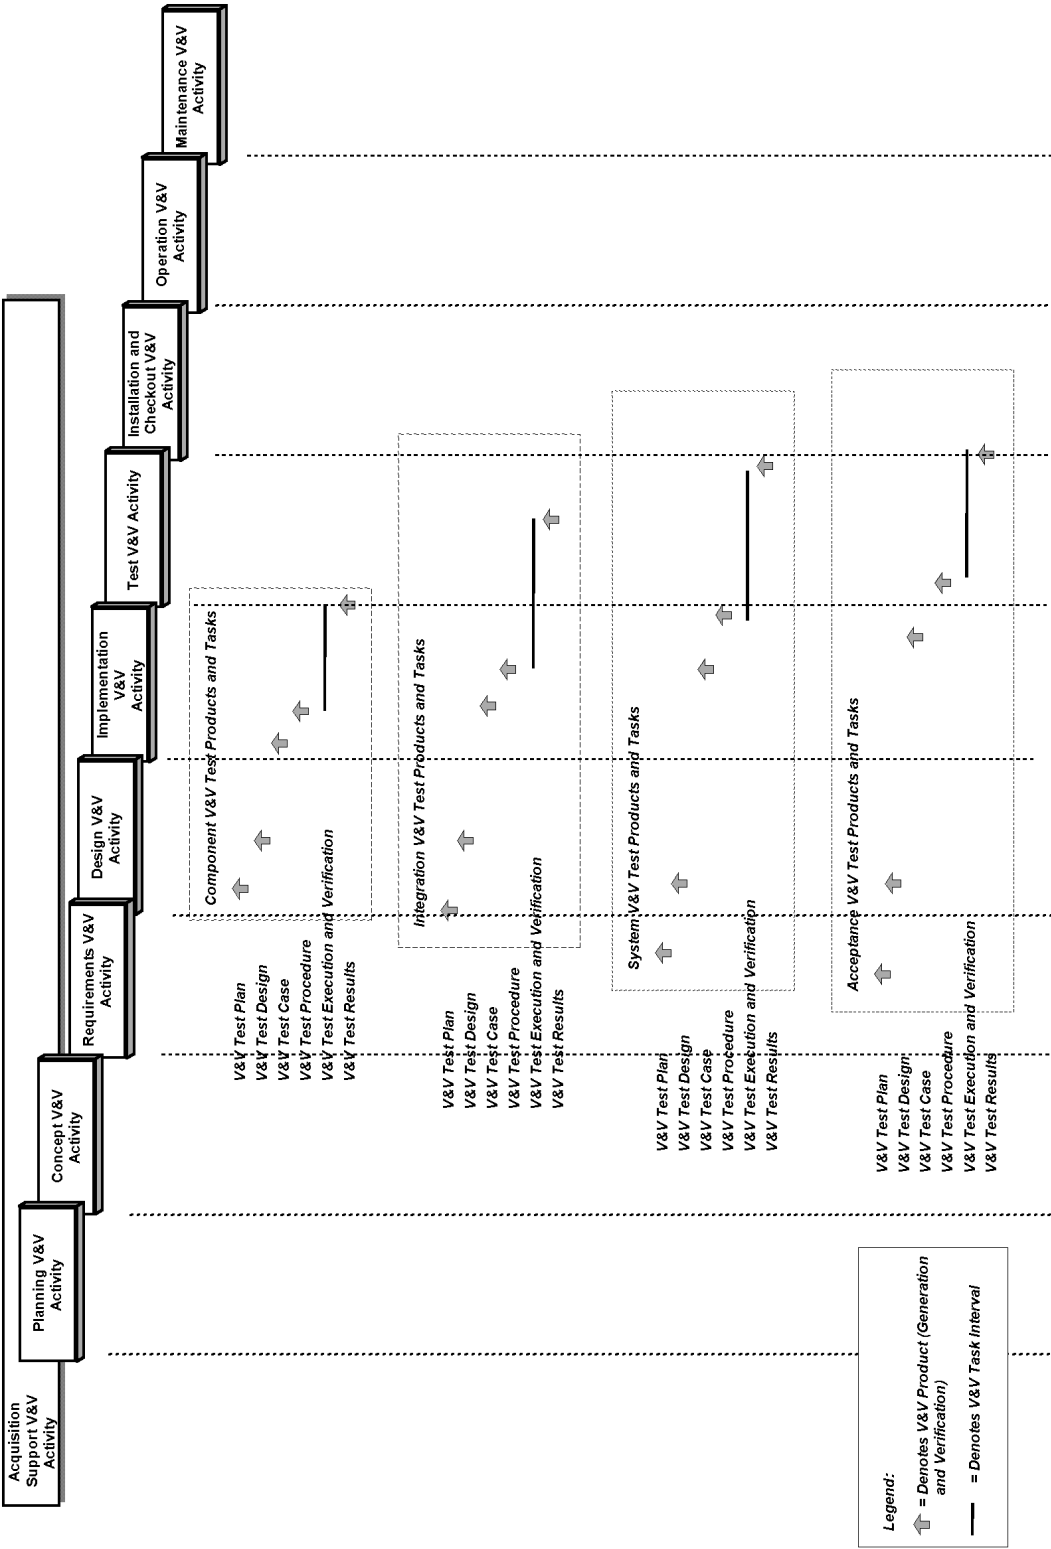 Acquisition
Support V&V
Activity
Planning V&V
Activity
Concept V&V
Activity
Requirements V&V
Activity
Design V&V
Activity
Implementation
V&V
Activity
Test V&V Activity
Installation and
Checkout V&V
Activity
Operation V&V
Activity
Maintenance V&V
Activity
Component V&V Test Products and Tasks
V&V Test Plan
V&V Test Design
V&V Test Case
V&V Test Procedure
V&V Test Execution and Verification
V&V Test Results
Integration V&V Test Products and Tasks
V&V Test Plan
V&V Test Design
V&V Test Case
V&V Test Procedure
V&V Test Execution and Verification
V&V Test Results
System V&V Test Products and Tasks
V&V Test Plan
V&V Test Design
V&V Test Case
V&V Test Procedure
V&V Test Execution and Verification
V&V Test Results
Acceptance V&V Test Products and Tasks
V&V Test Plan
V&V Test Design
V&V Test Case
V&V Test Procedure
V&V Test Execution and Verification
V&V Test Results
Legend:
= Denotes V&V Product (Generation
and Verification)
= Denotes V&V Task Interval